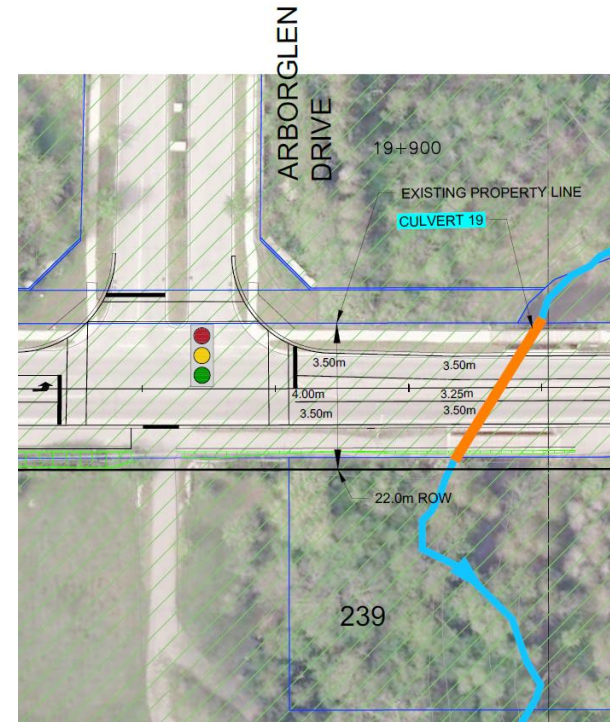 ARBORGLEN
DRIVE
19+900
EXISTING PROPERTY LINE
CULVERT 19
3.50m
3.50m
4.00m
3.25m
3.50m
3.50m
22.0m ROW
239